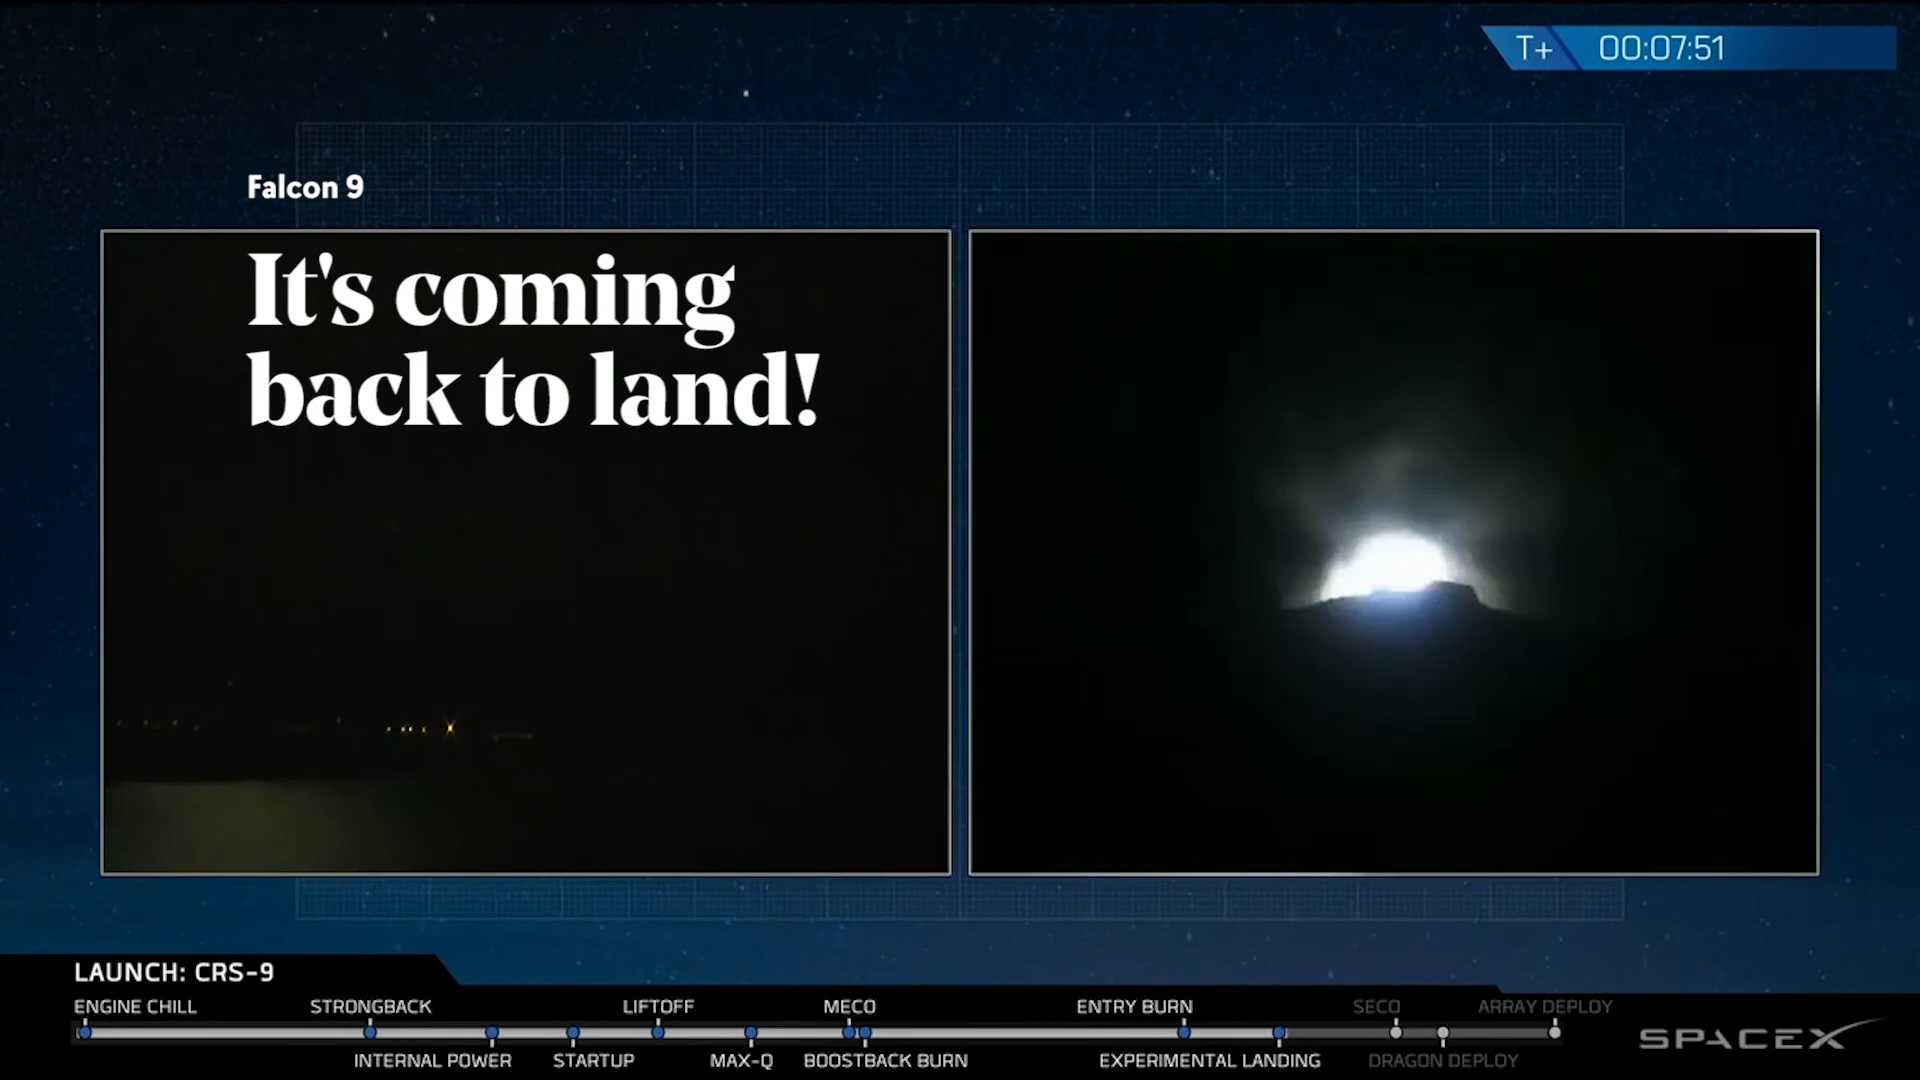 T+ 00:07:51
Falcon 9
It's coming
back to land!
LAUNCH: CRS-9
ENGINE CHILL STRONGBACK LIFTOFF MECO ENTRY BURN SECO ARRAY DEPLOY
INTERNAL POWER STARTUP MAX-Q BOOSTBACK BURN EXPERIMENTAL LANDING DRAGON DEPLOY
SPACEX